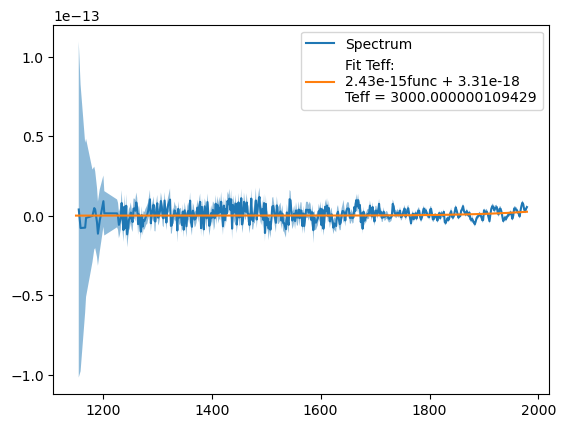 1e−13
1.0
0.5
0.0
−0.5
−1.0
Spectrum
Fit Teff:
2.43e-15func + 3.31e-18
Teff = 3000.000000109429
1200 1400 1600 1800 2000